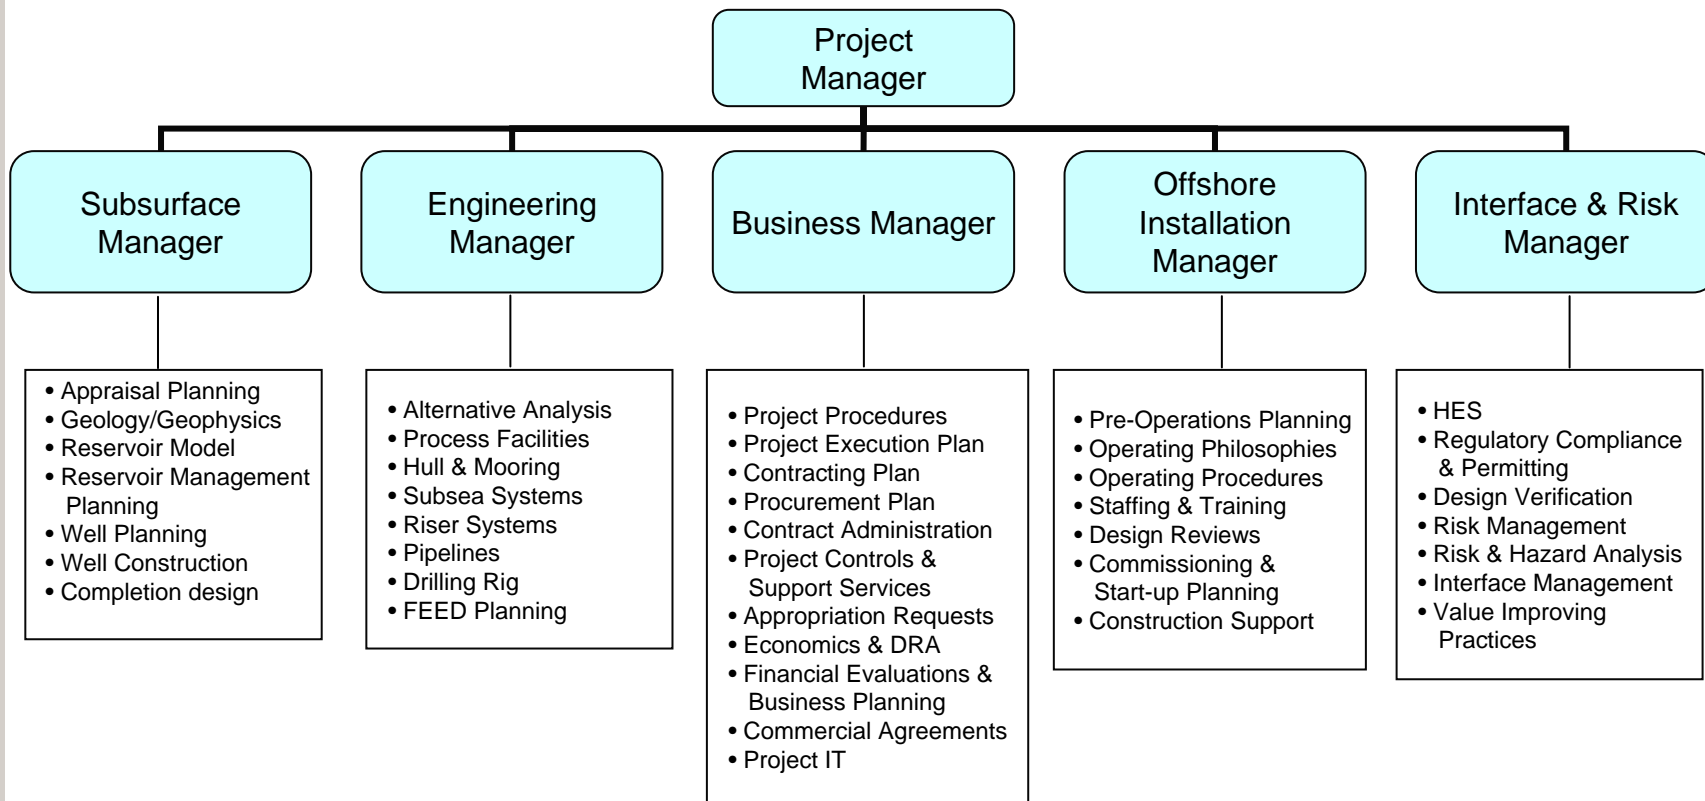 Project
Manager
Subsurface
Manager
Engineering
Manager
Business Manager
Offshore
Installation
Manager
Interface & Risk
Manager
• Appraisal Planning
• Geology/Geophysics
• Reservoir Model
• Reservoir Management
Planning
• Well Planning
• Well Construction
• Completion design
• Alternative Analysis
• Process Facilities
• Hull & Mooring
• Subsea Systems
• Riser Systems
• Pipelines
• Drilling Rig
• FEED Planning
• Project Procedures
• Project Execution Plan
• Contracting Plan
• Procurement Plan
• Contract Administration
• Project Controls &
Support Services
• Appropriation Requests
• Economics & DRA
• Financial Evaluations &
Business Planning
• Commercial Agreements
• Project IT
• Pre-Operations Planning
• Operating Philosophies
• Operating Procedures
• Staffing & Training
• Design Reviews
• Commissioning &
Start-up Planning
• Construction Support
• HES
• Regulatory Compliance
& Permitting
• Design Verification
• Risk Management
• Risk & Hazard Analysis
• Interface Management
• Value Improving
Practices